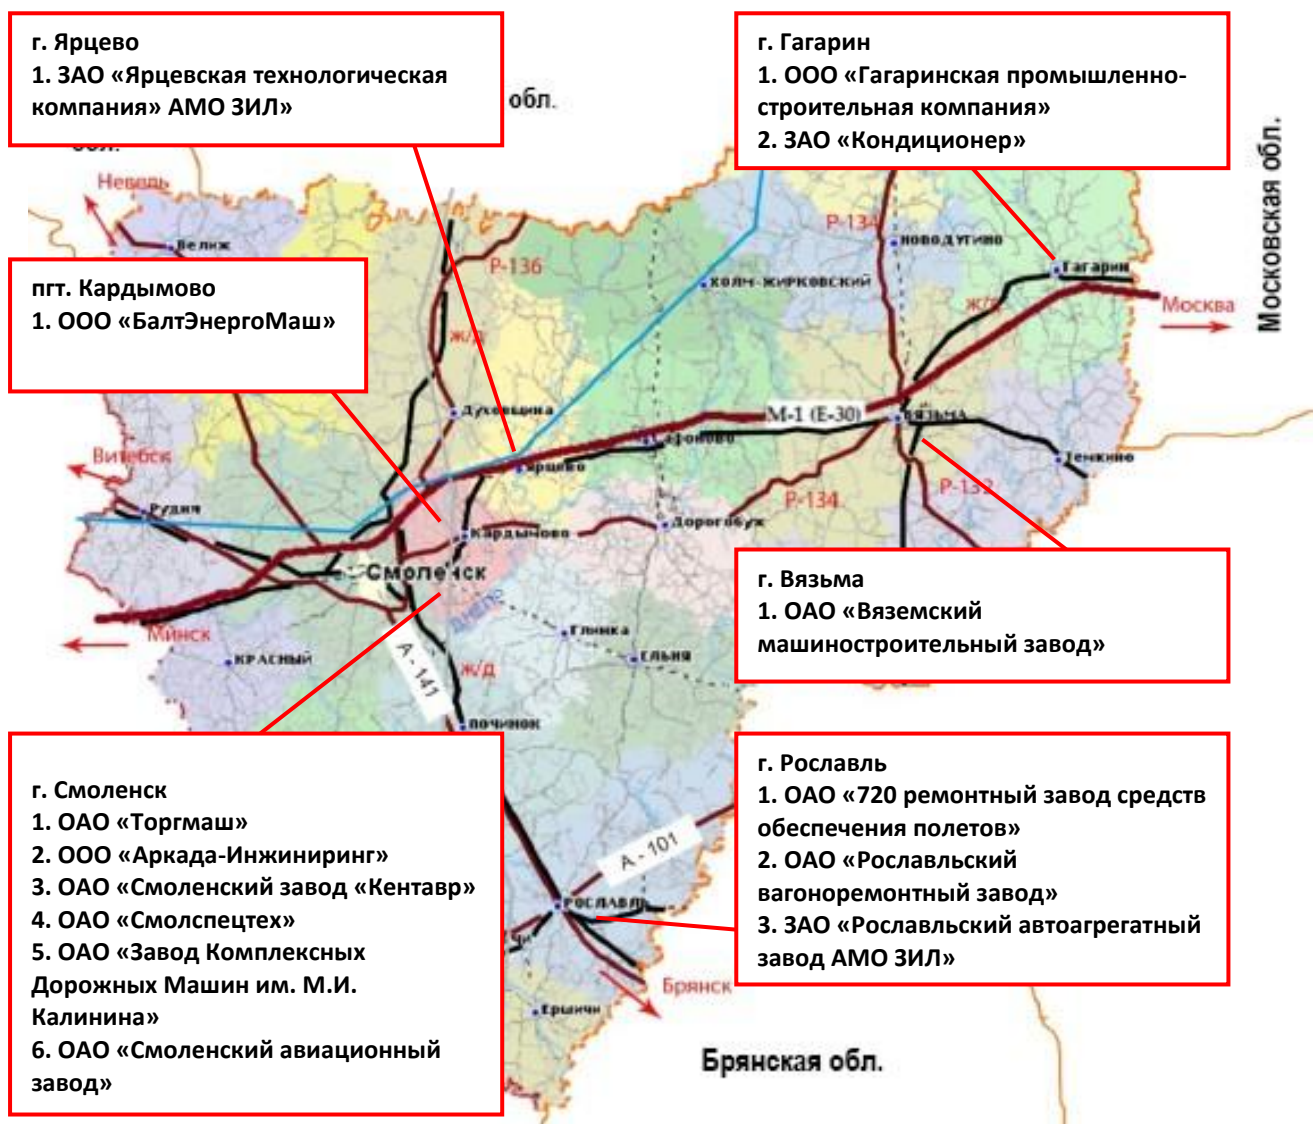 г. Ярцево
1. ЗАО «Ярцевская технологическая
компания» АМО ЗИЛ»
обл.
обл.
г. Гагарин
1. ООО «Гагаринская промышленно-
строительная компания»
2. ЗАО «Кондиционер»
Московская обл.
Невель
Велиж
Р-136
Р-134
НОВОДУГИНО
Гагарин
ХОЛМ-ЖИРКОВСКИЙ
ж/д
Москва
пгт. Кардымово
1. ООО «БалтЭнергоМаш»
ж/д
Духовщина
М-1 (Е-30)
ВЯЗЬМА
Сафоново
Витебск
Ярцево
Темкино
Р-134
Р-132
Рудня
Дорогобуж
Кардымово
Смоленск
ДНЕПР
Минск
Глинка
КРАСНЫЙ
ЕЛЬНЯ
А - 141
ж/д
ПОЧИНОК
г. Вязьма
1. ОАО «Вяземский
машиностроительный завод»
г. Смоленск
1. ОАО «Торгмаш»
2. ООО «Аркада-Инжиниринг»
3. ОАО «Смоленский завод «Кентавр»
4. ОАО «Смолспецтех»
5. ОАО «Завод Комплексных
Дорожных Машин им. М.И.
Калинина»
6. ОАО «Смоленский авиационный
завод»
г. Рославль
1. ОАО «720 ремонтный завод средств
обеспечения полетов»
2. ОАО «Рославльский
вагоноремонтный завод»
3. ЗАО «Рославльский автоагрегатный
завод АМО ЗИЛ»
А - 101
РОСЛАВЛЬ
Брянск
Ершичи
Брянская обл.